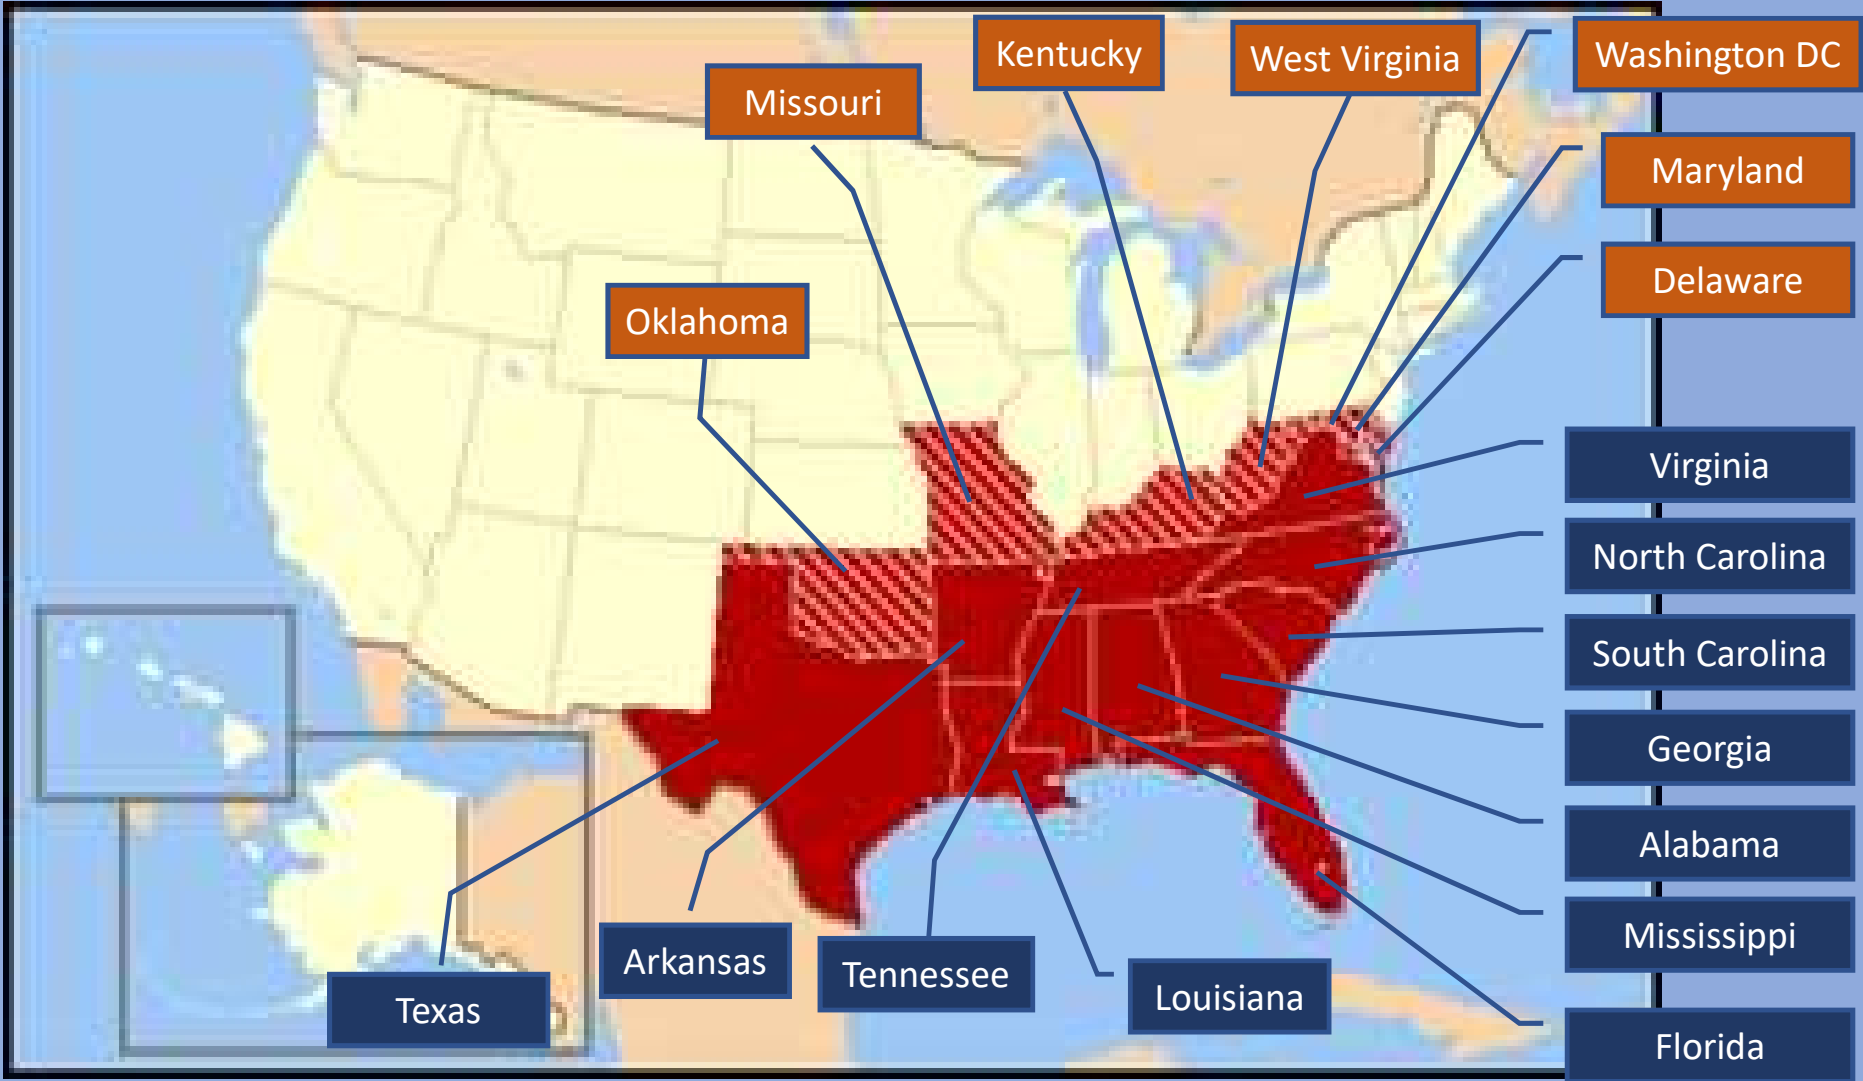 Kentucky
West Virginia
Washington DC
Missouri
Maryland
Delaware
Oklahoma
Virginia
North Carolina
South Carolina
Georgia
Alabama
Mississippi
Arkansas
Tennessee
Louisiana
Texas
Florida